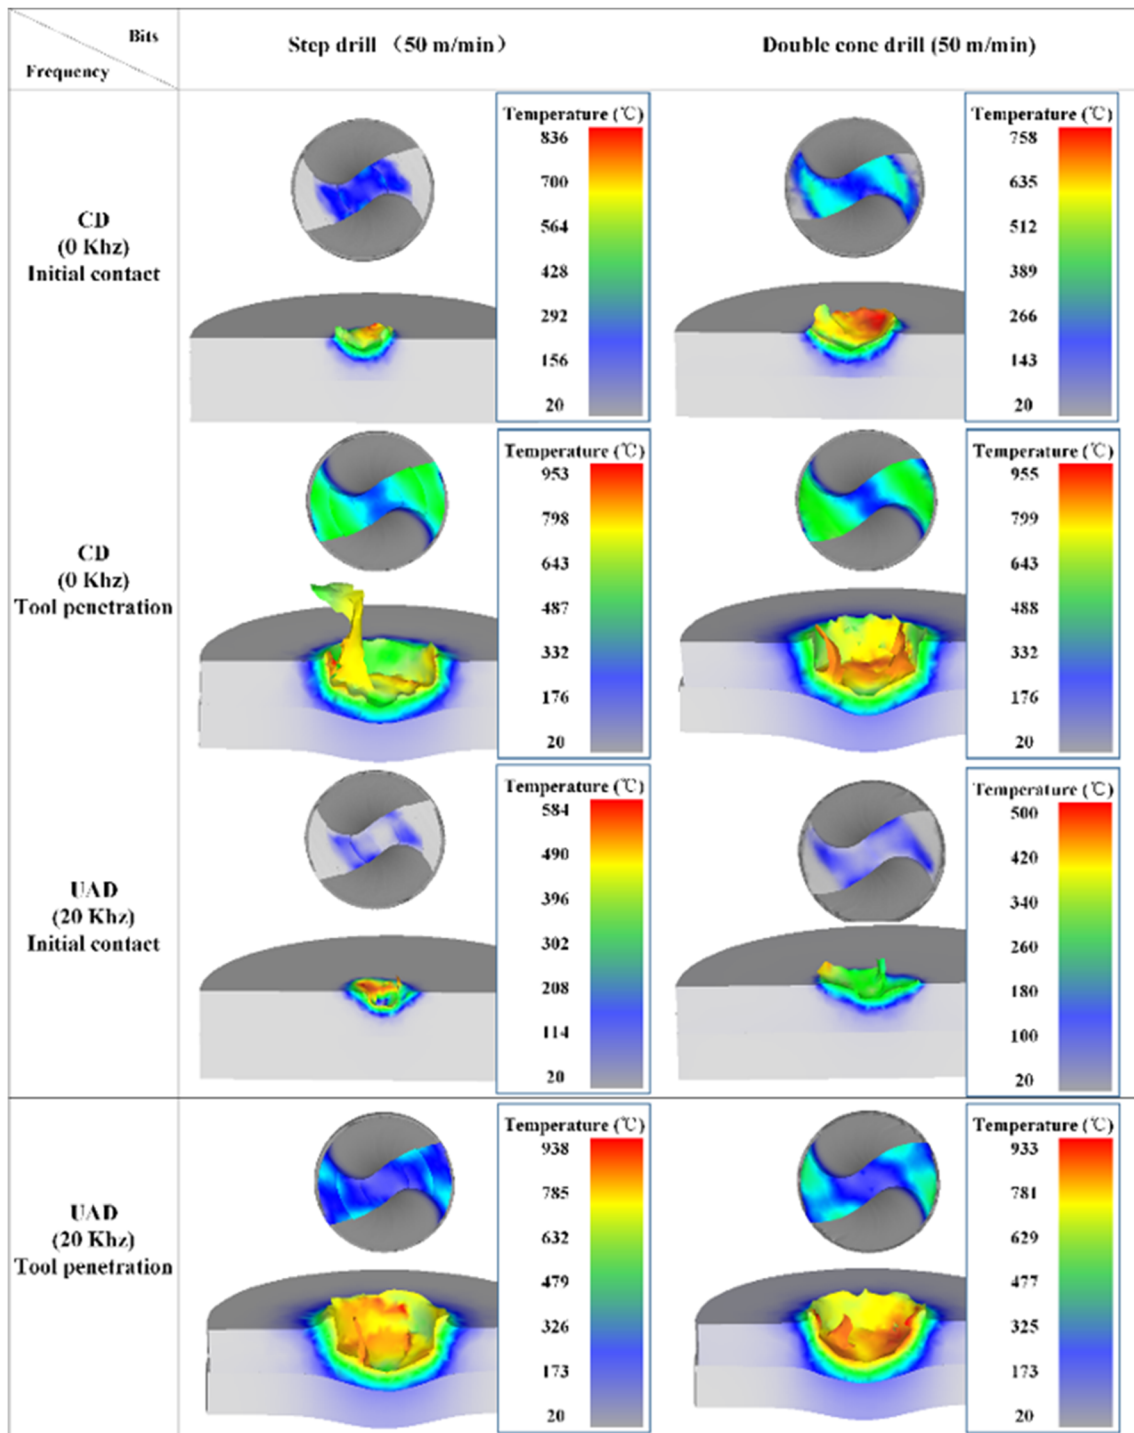 Bits
Frequency
Step drill （50 m/min）
Double cone drill (50 m/min)
CD
(0 Khz)
Initial contact
Temperature (℃)
836
700
564
428
292
156
20
Temperature (℃)
758
635
512
389
266
143
20
CD
(0 Khz)
Tool penetration
Temperature (℃)
953
798
643
487
332
176
20
Temperature (℃)
955
799
643
488
332
176
20
UAD
(20 Khz)
Initial contact
Temperature (℃)
584
490
396
302
208
114
20
Temperature (℃)
500
420
340
260
180
100
20
UAD
(20 Khz)
Tool penetration
Temperature (℃)
938
785
632
479
326
173
20
Temperature (℃)
933
781
629
477
325
173
20